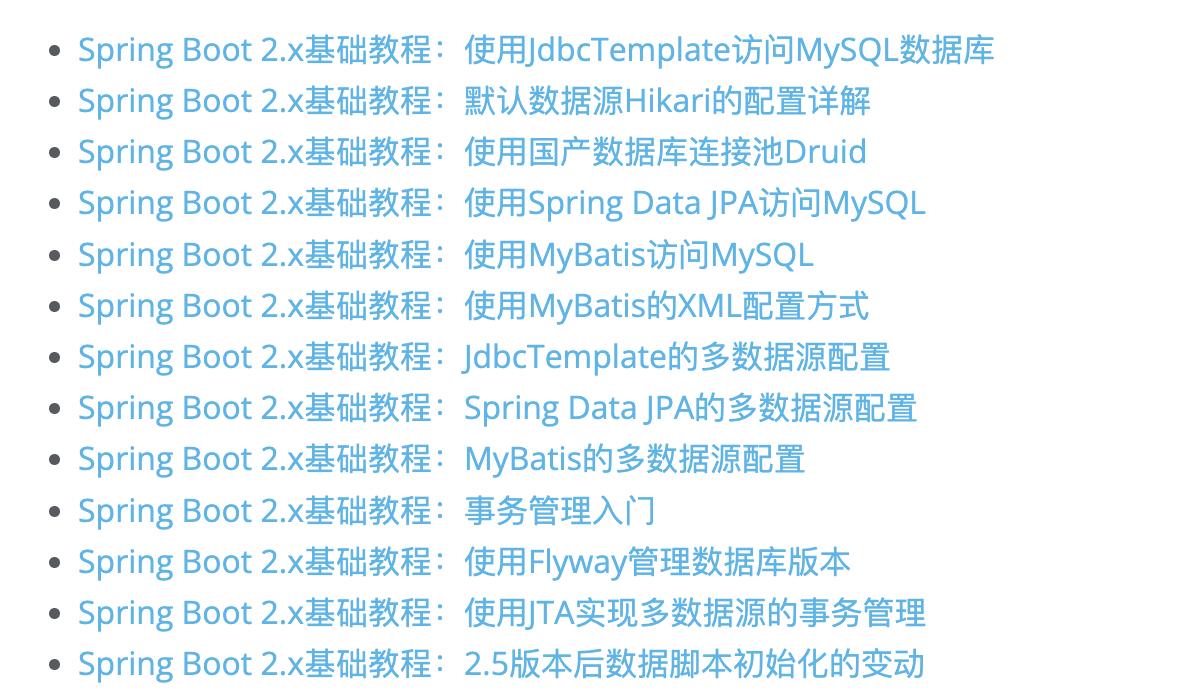 Spring Boot 2.x基础教程：使用JdbcTemplate访问MySQL数据库
Spring Boot 2.x基础教程：默认数据源Hikari的配置详解
Spring Boot 2.x基础教程：使用国产数据库连接池Druid
Spring Boot 2.x基础教程：使用Spring Data JPA访问MySQL
Spring Boot 2.x基础教程：使用MyBatis访问MySQL
Spring Boot 2.x基础教程：使用MyBatis的XML配置方式
Spring Boot 2.x基础教程：JdbcTemplate的多数据源配置
Spring Boot 2.x基础教程：Spring Data JPA的多数据源配置
Spring Boot 2.x基础教程：MyBatis的多数据源配置
Spring Boot 2.x基础教程：事务管理入门
Spring Boot 2.x基础教程：使用Flyway管理数据库版本
Spring Boot 2.x基础教程：使用JTA实现多数据源的事务管理
Spring Boot 2.x基础教程：2.5版本后数据脚本初始化的变动